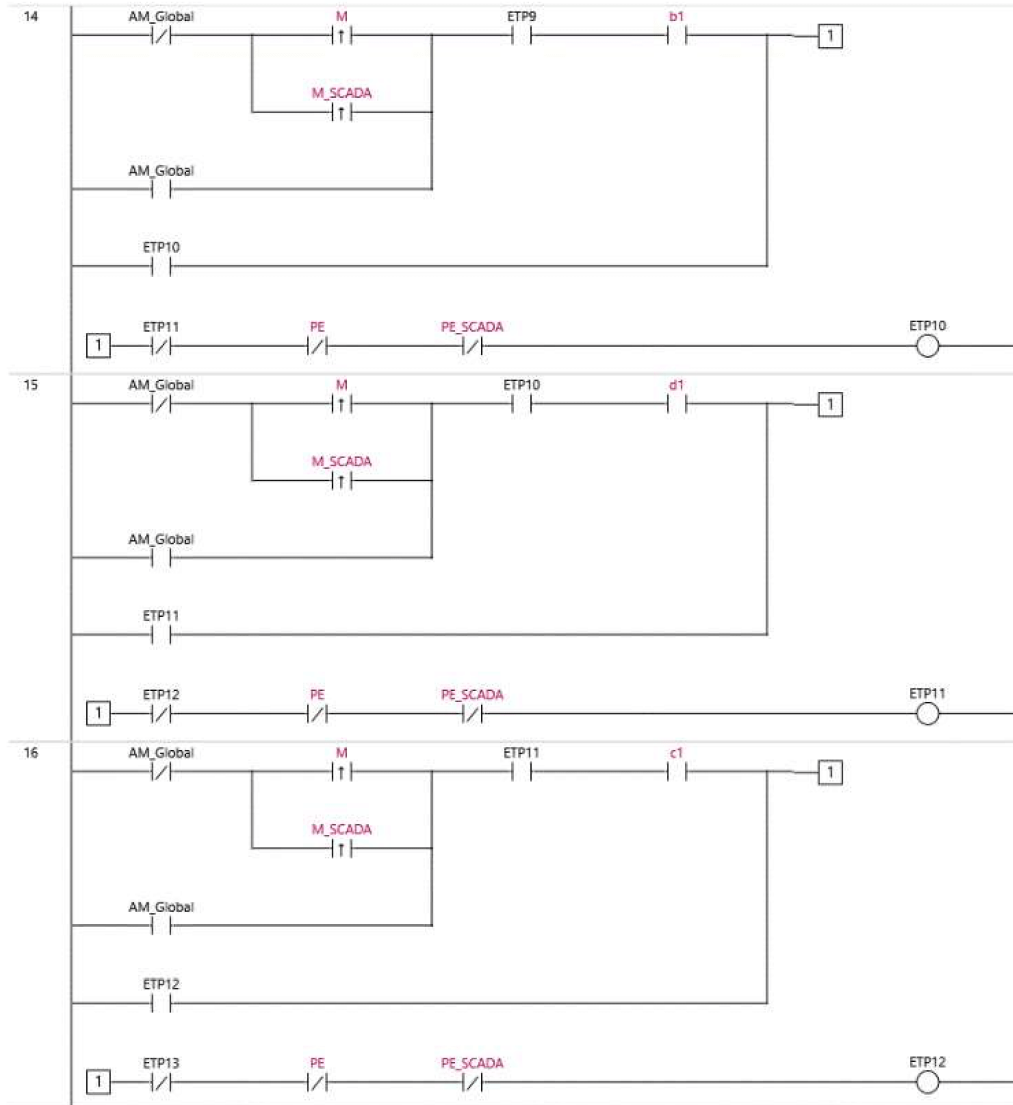 14 AM_Global M ETP9 b1
1
M_SCADA
AM_Global
ETP10
1 ETP11 PE PE_SCADA ETP10
15 AM_Global M ETP10 d1
1
M_SCADA
AM_Global
ETP11
1 ETP12 PE PE_SCADA ETP11
16 AM_Global M ETP11 c1
1
M_SCADA
AM_Global
ETP12
1 ETP13 PE PE_SCADA ETP12